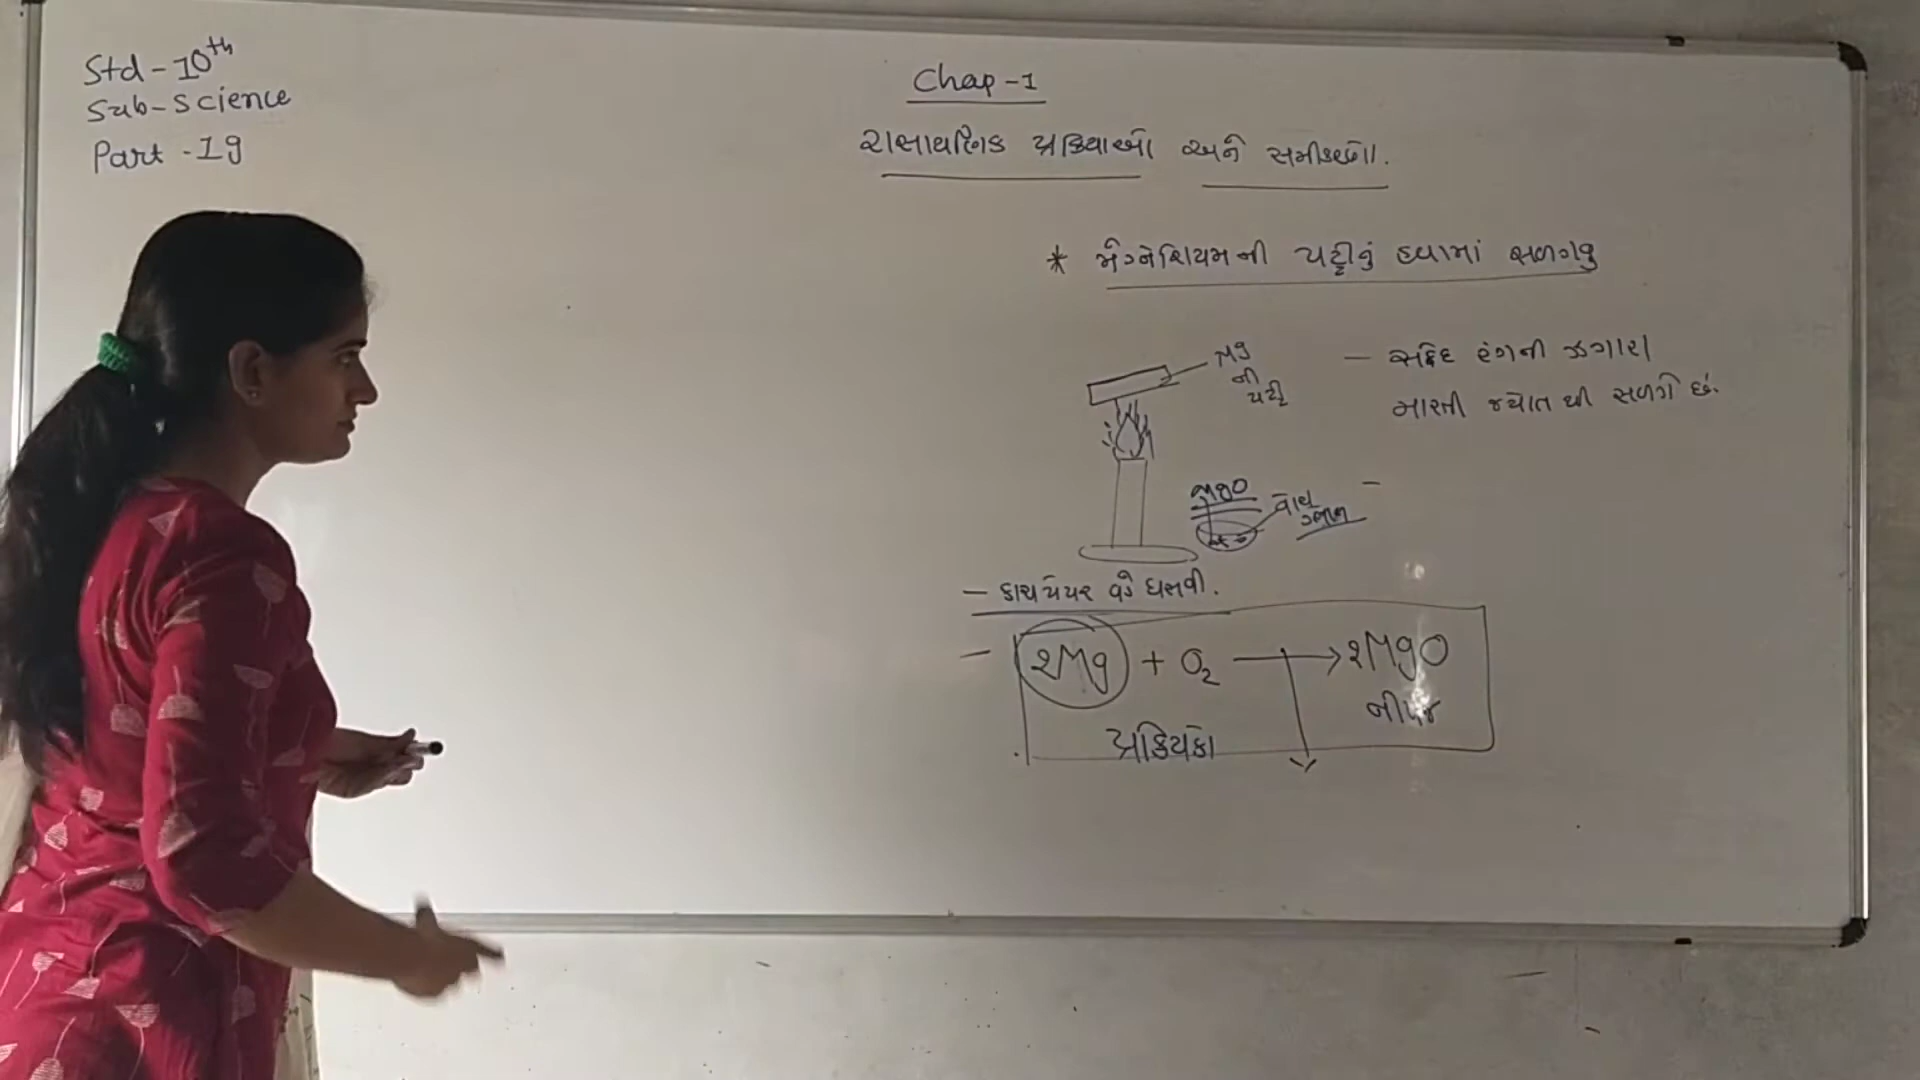 Std-10th
Sub-Science
Part-19
Chap-1
રાસાયણિક પ્રક્રિયાઓ અને સમીકરણો.
* મેગ્નેશિયમની પટ્ટીનું હવામાં સળગવુ
Mg
ની
પટ્ટી
- સફેદ રંગની ઝગારા
મારતી જ્યોત થી સળગે છે.
MgO
વોચ
ગ્લાસ
-
- કાચપેપર વડે ઘસવી.
- 2Mg + O2 → 2MgO
પ્રક્રિયકો
નીપજ